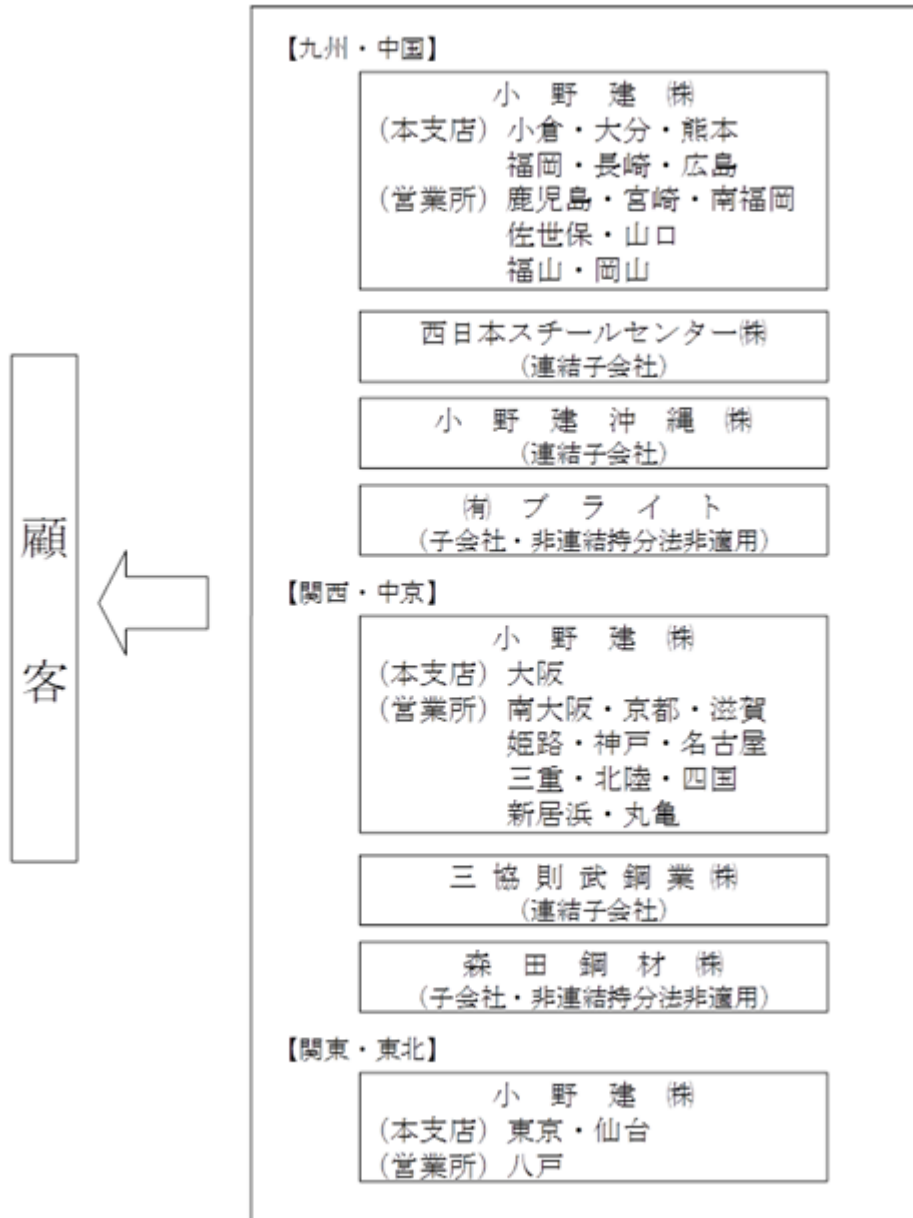 顧客
【九州・中国】
小野建㈱
(本支店)小倉・大分・熊本
福岡・長崎・広島
(営業所)鹿児島・宮崎・南福岡
佐世保・山口
福山・岡山
西日本スチールセンター㈱
(連結子会社)
小野建沖縄㈱
(連結子会社)
㈲ブライト
(子会社・非連結持分法非適用)
【関西・中京】
小野建㈱
(本支店)大阪
(営業所)南大阪・京都・滋賀
姫路・神戸・名古屋
三重・北陸・四国
新居浜・丸亀
三協則武鋼業㈱
(連結子会社)
森田鋼材㈱
(子会社・非連結持分法非適用)
【関東・東北】
小野建㈱
(本支店)東京・仙台
(営業所)八戸